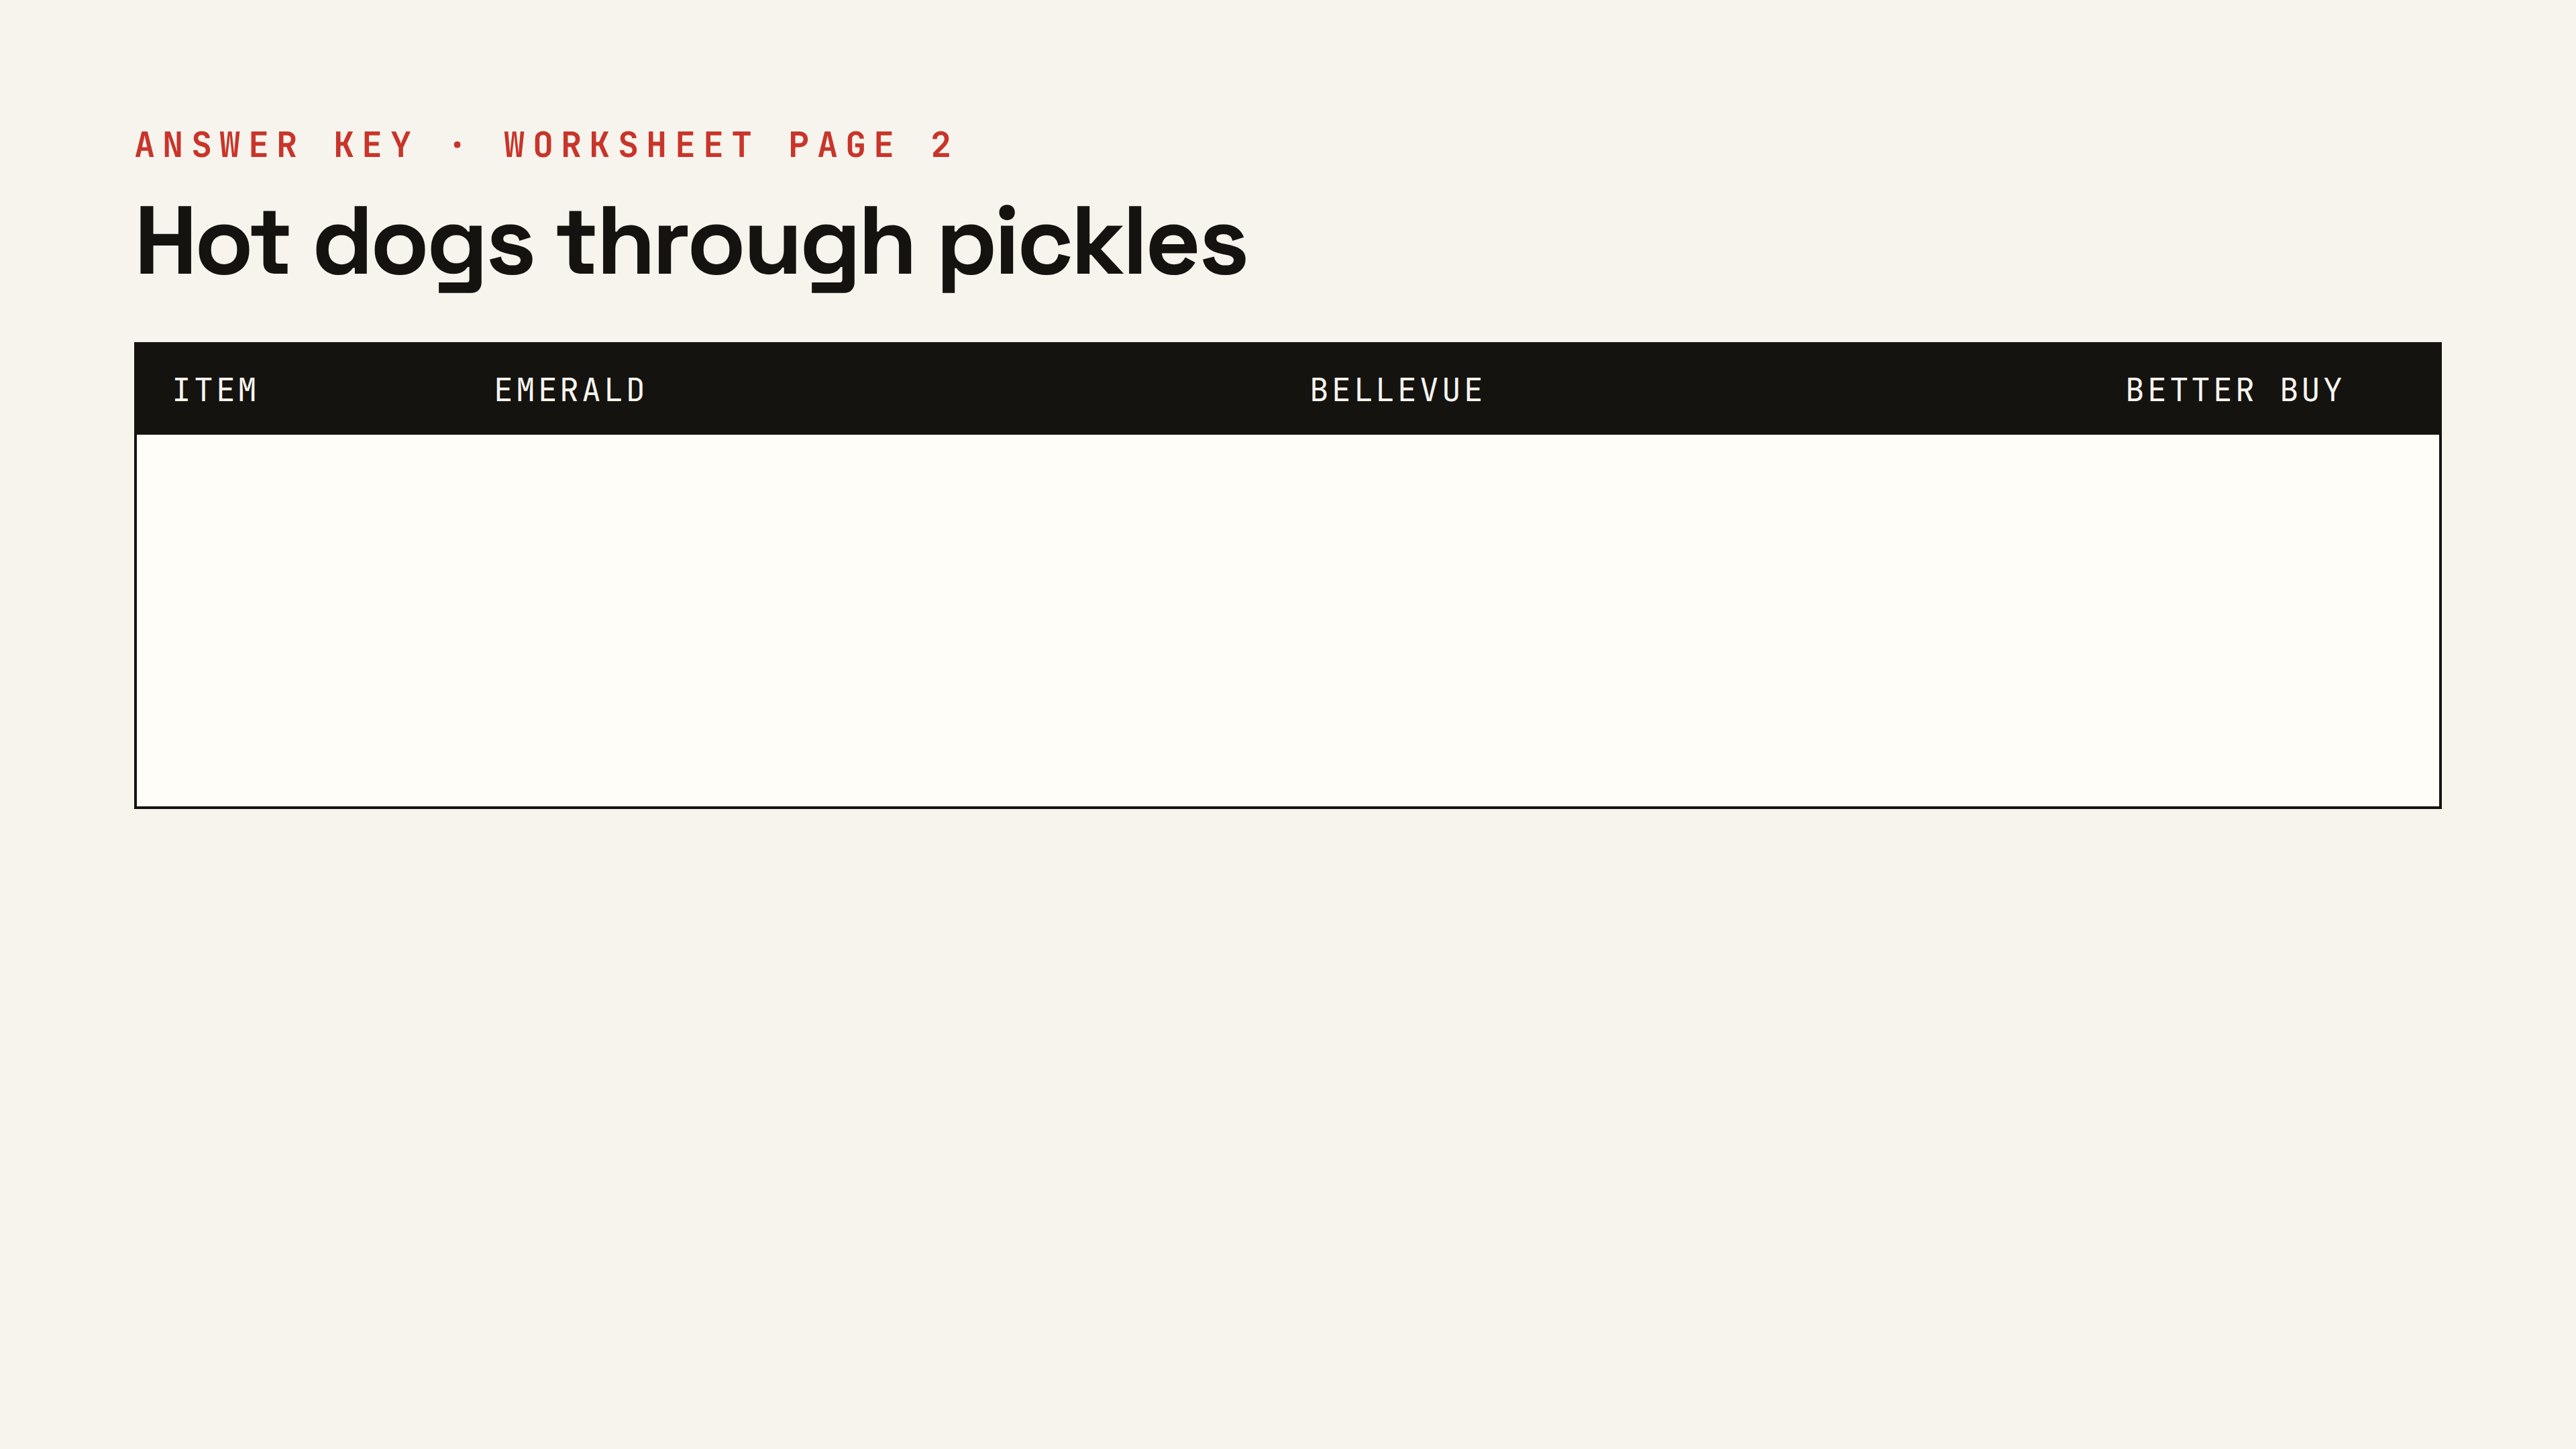 ANSWER KEY · WORKSHEET PAGE 2
Hot dogs through pickles
ITEM EMERALD BELLEVUE BETTER BUY